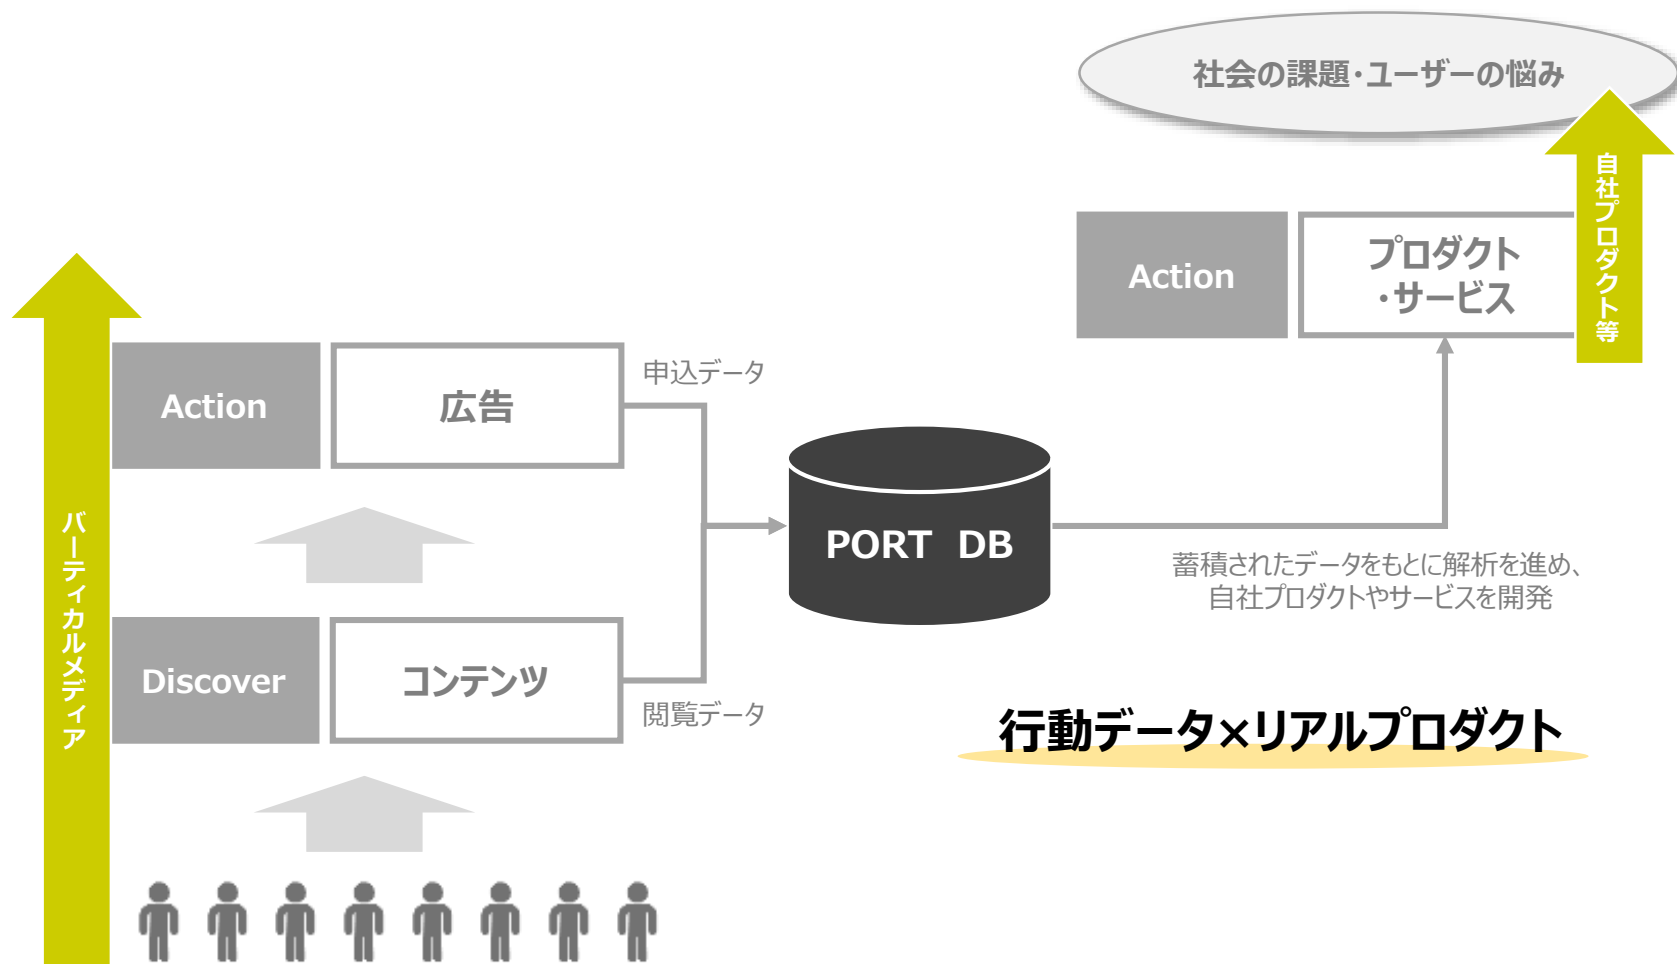 社会の課題・ユーザーの悩み
自社プロダクト等
Action
プロダクト
・サービス
バーティカルメディア
Action
広告
申込データ
PORT DB
蓄積されたデータをもとに解析を進め、
自社プロダクトやサービスを開発
Discover
コンテンツ
閲覧データ
行動データ×リアルプロダクト